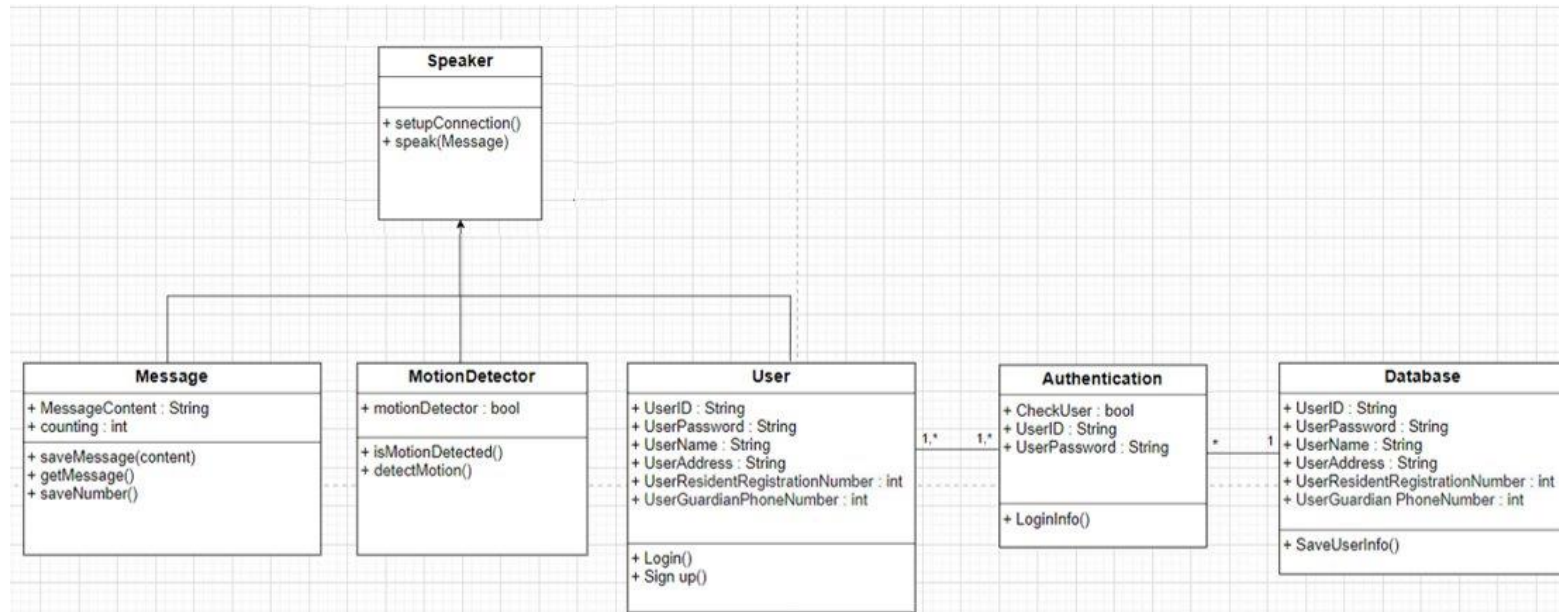 Speaker
+ setupConnection()
+ speak(Message)
Message
+ MessageContent : String
+ counting : int
+ saveMessage(content)
+ getMessage()
+ saveNumber()
MotionDetector
+ motionDetector : bool
+ isMotionDetected()
+ detectMotion()
User
+ UserID : String
+ UserPassword : String
+ UserName : String
+ UserAddress : String
+ UserResidentRegistrationNumber : int
+ UserGuardianPhoneNumber : int
+ Login()
+ Sign up()
1,* 1,*
Authentication
+ CheckUser : bool
+ UserID : String
+ UserPassword : String
+ LoginInfo()
* 1
Database
+ UserID : String
+ UserPassword : String
+ UserName : String
+ UserAddress : String
+ UserResidentRegistrationNumber : int
+ UserGuardian PhoneNumber : int
+ SaveUserInfo()